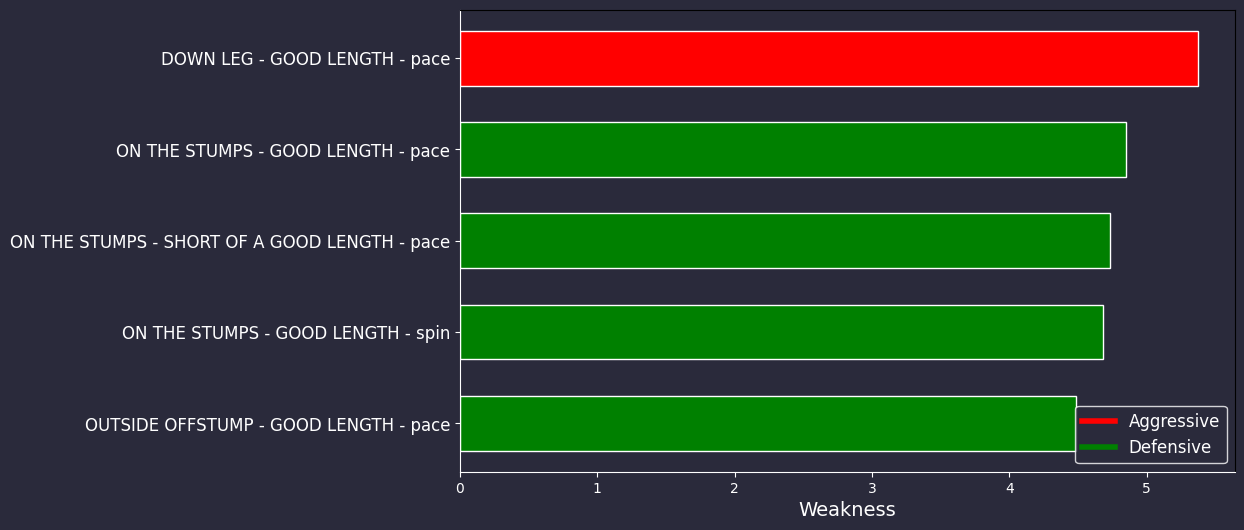 DOWN LEG - GOOD LENGTH - pace
ON THE STUMPS - GOOD LENGTH - pace
ON THE STUMPS - SHORT OF A GOOD LENGTH - pace
ON THE STUMPS - GOOD LENGTH - spin
OUTSIDE OFFSTUMP - GOOD LENGTH - pace
Aggressive
Defensive
0 1 2 3 4 5
Weakness